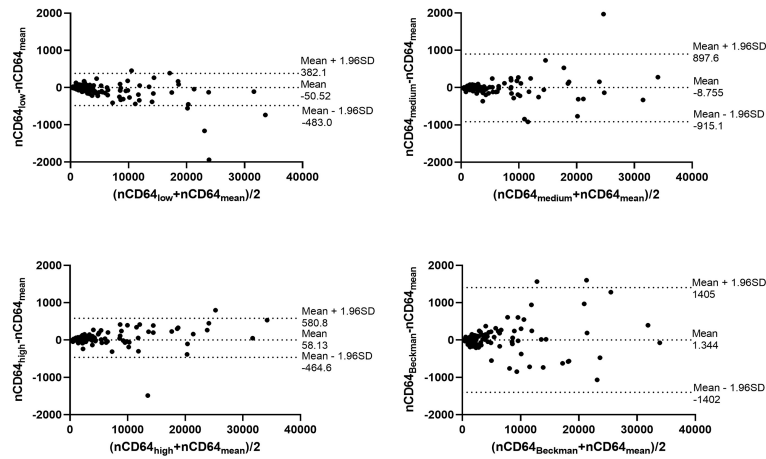 nCD64low-nCD64mean
2000
1000
0
-1000
-2000
0
10000
20000
30000
40000
(nCD64low+nCD64mean)/2
Mean + 1.96SD
382.1
Mean
-50.52
Mean - 1.96SD
-483.0
nCD64medium-nCD64mean
2000
1000
0
-1000
-2000
0
10000
20000
30000
40000
(nCD64medium+nCD64mean)/2
Mean + 1.96SD
897.6
Mean
-8.755
Mean - 1.96SD
-915.1
nCD64high-nCD64mean
2000
1000
0
-1000
-2000
0
10000
20000
30000
40000
(nCD64high+nCD64mean)/2
Mean + 1.96SD
580.8
Mean
58.13
Mean - 1.96SD
-464.6
nCD64Beckman-nCD64mean
2000
1000
0
-1000
-2000
0
10000
20000
30000
40000
(nCD64Beckman+nCD64mean)/2
Mean + 1.96SD
1405
Mean
1.344
Mean - 1.96SD
-1402